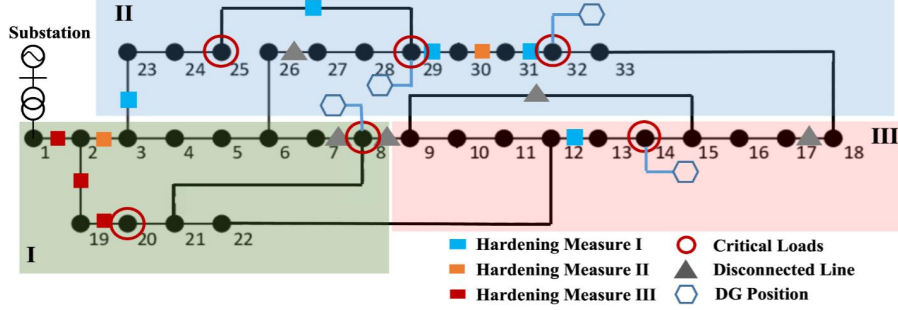 II
Substation
23 24 25 26 27 28 29 30 31 32 33
1 2 3 4 5 6 7 8 9 10 11 12 13 14 15 16 17 18
III
19 20 21 22
I
Hardening Measure I Critical Loads
Hardening Measure II Disconnected Line
Hardening Measure III DG Position